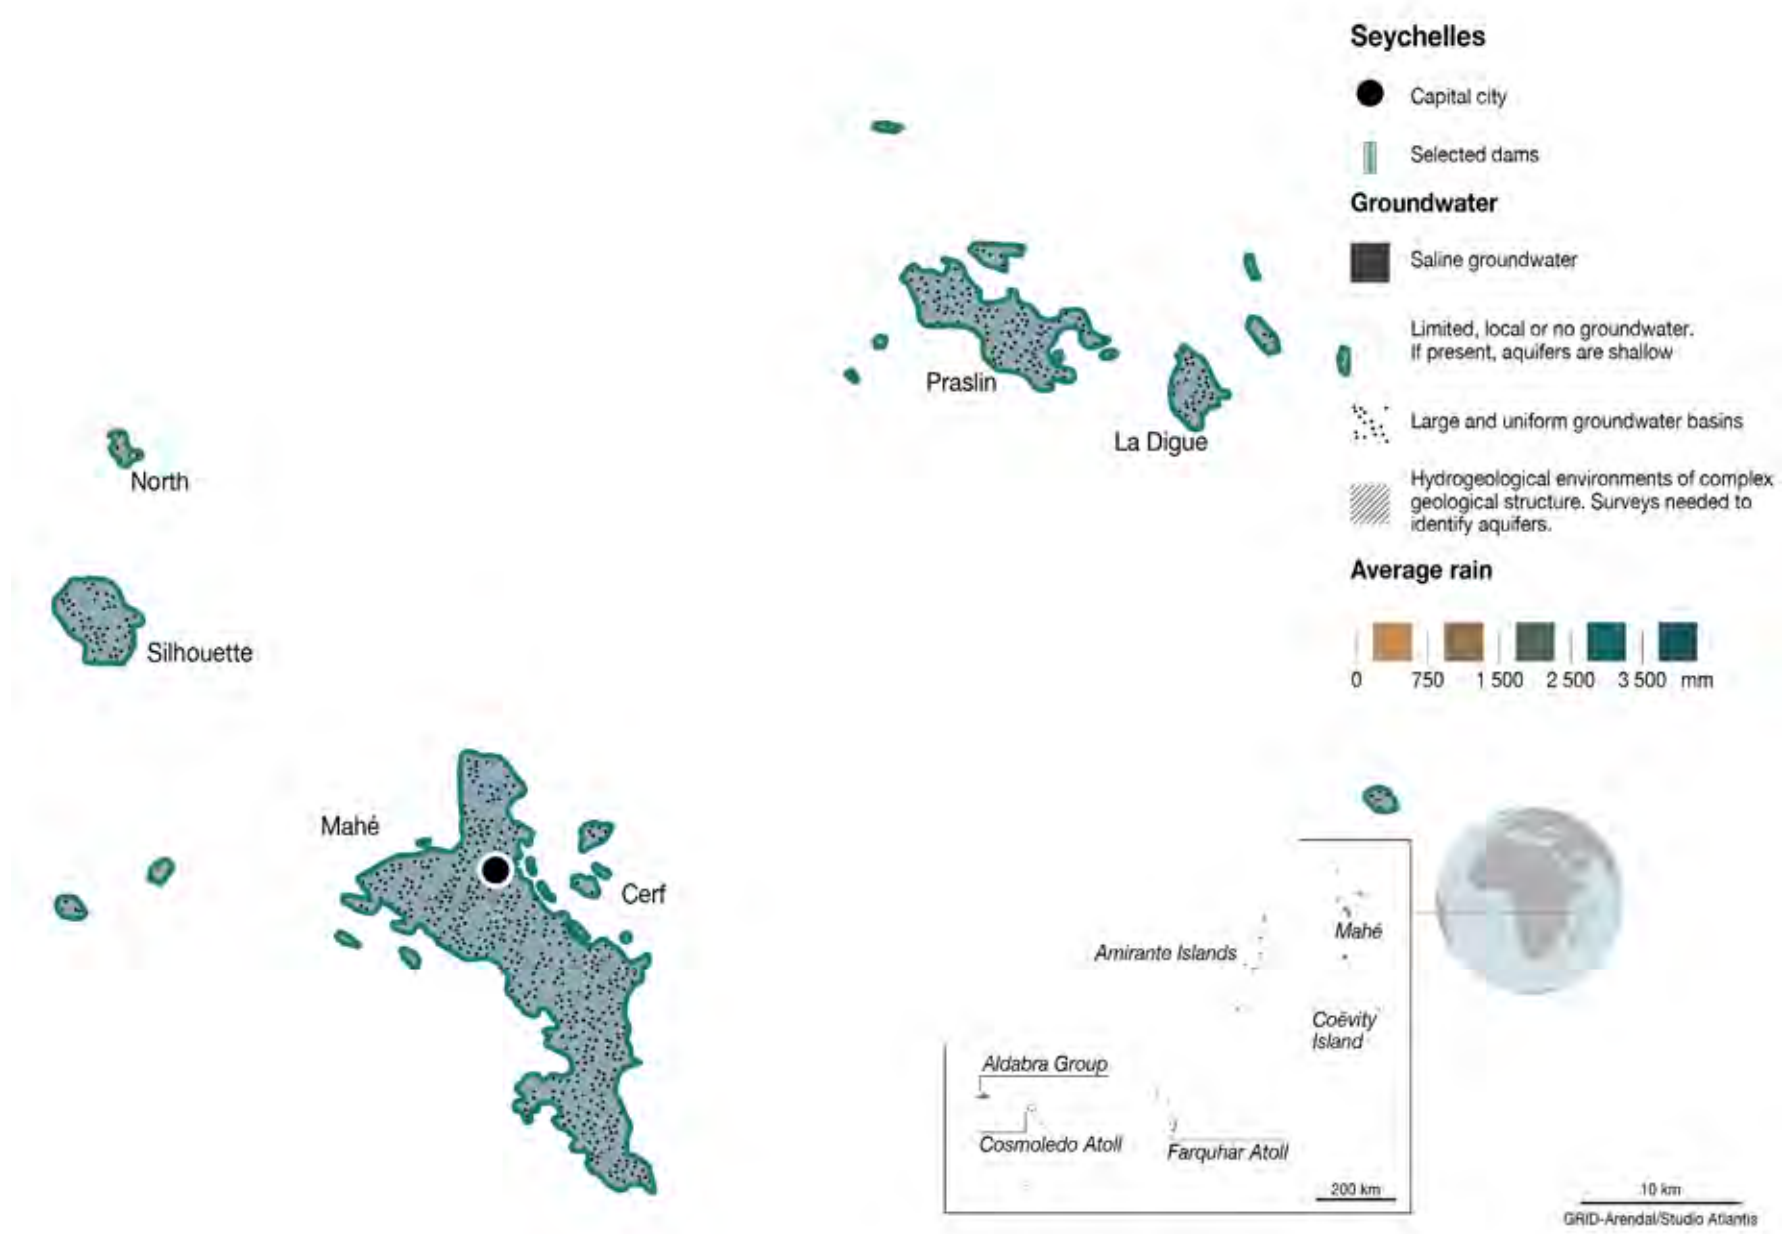 Seychelles
Capital city
Selected dams
Groundwater
Saline groundwater
Limited, local or no groundwater.
If present, aquifers are shallow
Large and uniform groundwater basins
Hydrogeological environments of complex
geological structure. Surveys needed to
identify aquifers.
Average rain
0 750 1 500 2 500 3 500 mm
Praslin
La Digue
North
Silhouette
Mahé
Cerf
Mahé
Amirante Islands
Coëvity
Island
Aldabra Group
Cosmoledo Atoll
Farquhar Atoll
200 km
10 km
GRID-Arendal/Studio Atlantis